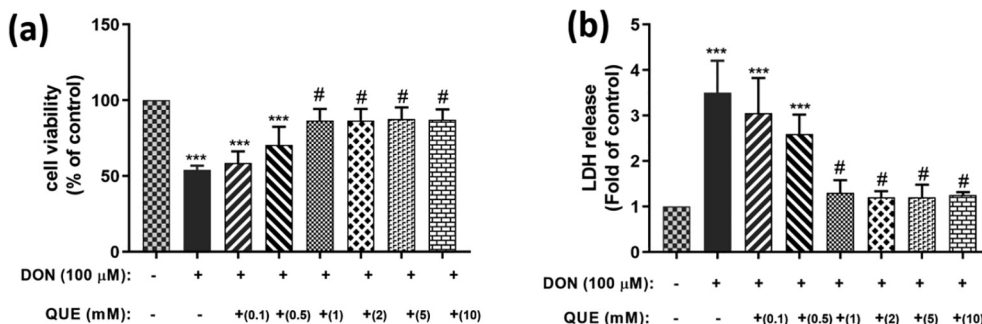 (a)
cell viability
(% of control)
150
100
50
0
*** *** *** # # # #
DON (100 μM): - + + + + + + +
QUE (mM): - - +(0.1) +(0.5) +(1) +(2) +(5) +(10)
(b)
LDH release
(Fold of control)
5
4
3
2
1
0
*** *** *** # # # #
DON (100 μM): - + + + + + + +
QUE (mM): - - +(0.1) +(0.5) +(1) +(2) +(5) +(10)